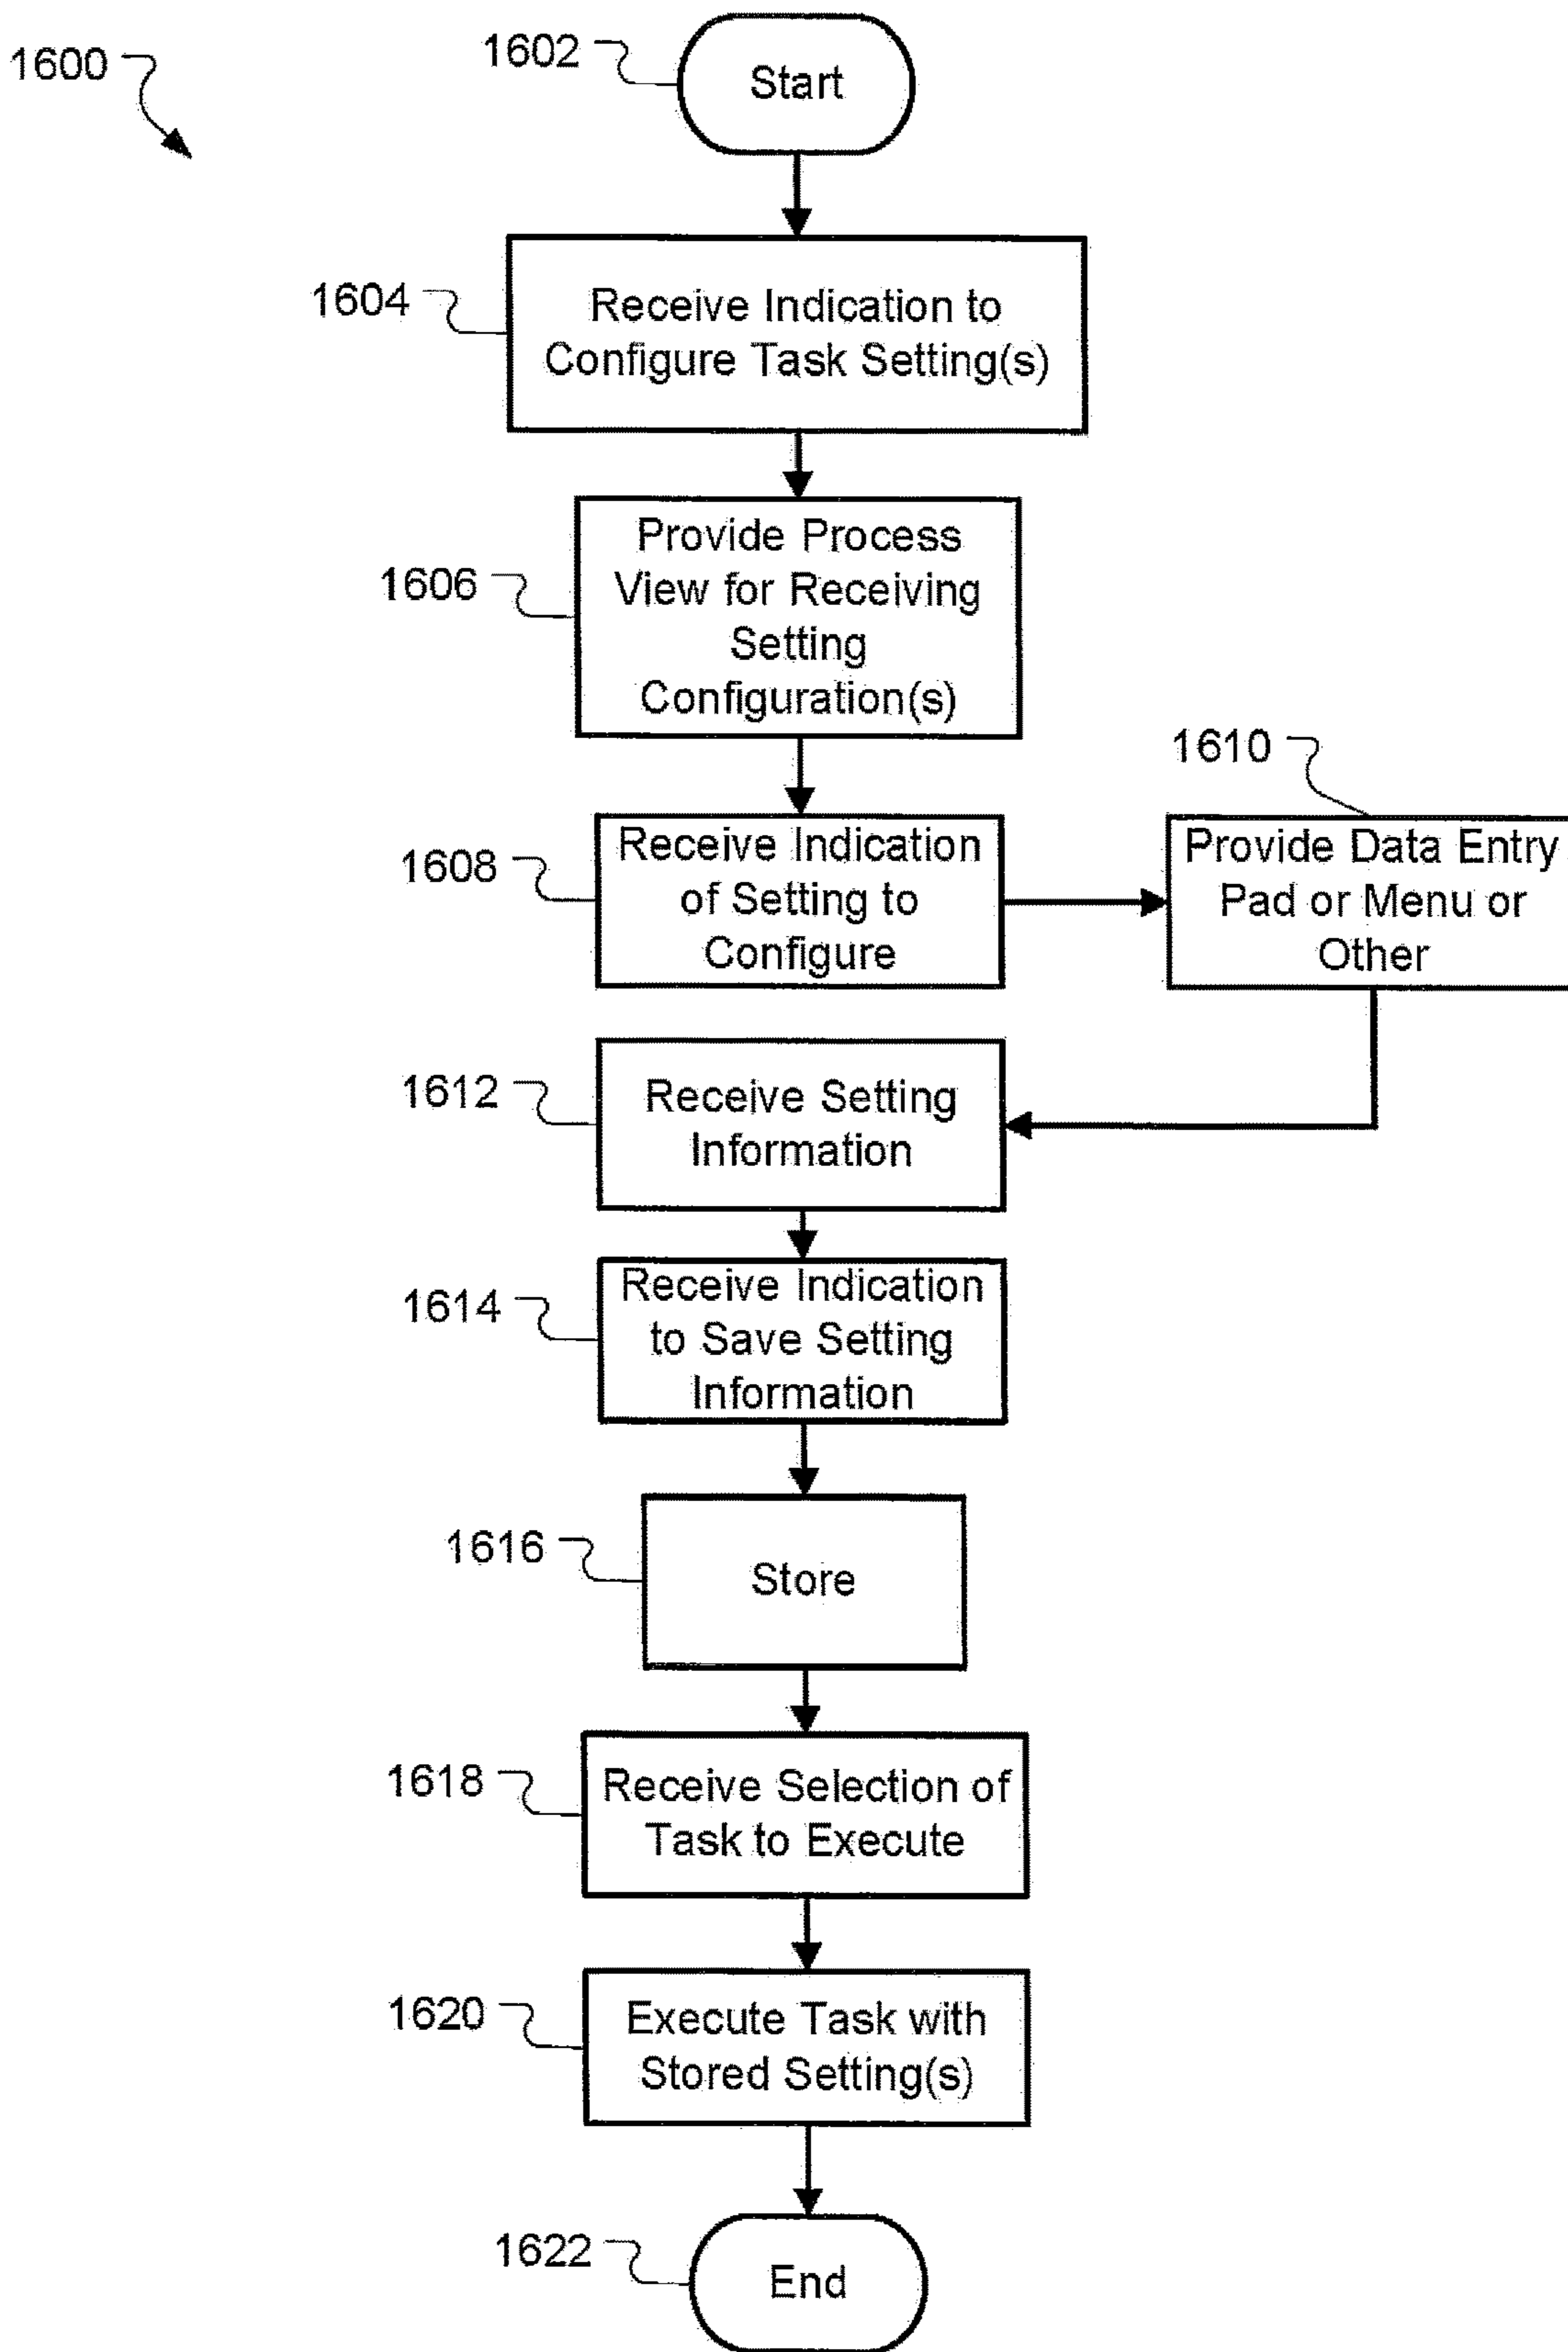 1600
1602
Start
1604
Receive Indication to
Configure Task Setting(s)
1606
Provide Process
View for Receiving
Setting
Configuration(s)
1608
Receive Indication
of Setting to
Configure
1610
Provide Data Entry
Pad or Menu or
Other
1612
Receive Setting
Information
1614
Receive Indication
to Save Setting
Information
1616
Store
1618
Receive Selection of
Task to Execute
1620
Execute Task with
Stored Setting(s)
1622
End